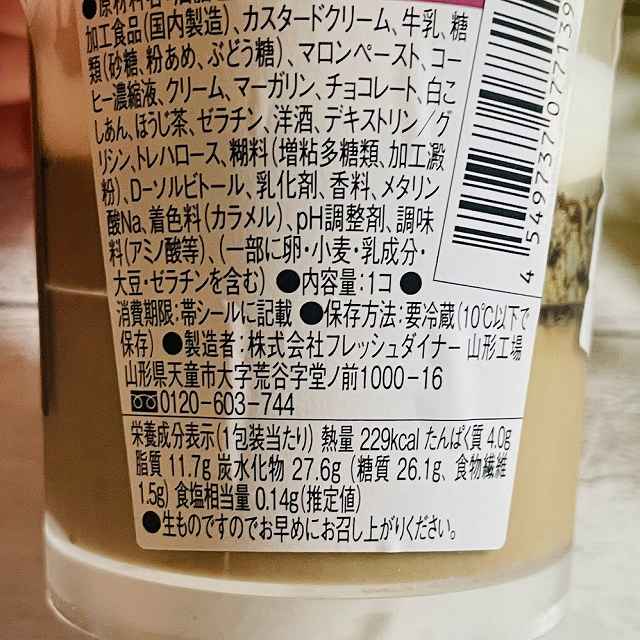 ●原材料名:
加工食品(国内製造)、カスタードクリーム、牛乳、糖
類(砂糖、粉あめ、ぶどう糖)、マロンペースト、コー
ヒー濃縮液、クリーム、マーガリン、チョコレート、白こ
しあん、ほうじ茶、ゼラチン、洋酒、デキストリン/グ
リシン、トレハロース、糊料(増粘多糖類、加工澱
粉)、D-ソルビトール、乳化剤、香料、メタリン
酸Na、着色料(カラメル)、pH調整剤、調味
料(アミノ酸等)、(一部に卵・小麦・乳成分・
大豆・ゼラチンを含む) ●内容量:1コ ●
消費期限:帯シールに記載 ●保存方法:要冷蔵(10℃以下で
保存) ●製造者:株式会社フレッシュダイナー 山形工場
山形県天童市大字荒谷字堂ノ前1000-16
0120-603-744
栄養成分表示(1包装当たり) 熱量 229kcal たんぱく質 4.0g
脂質 11.7g 炭水化物 27.6g (糖質 26.1g、食物繊維
1.5g) 食塩相当量 0.14g(推定値)
●生ものですのでお早めにお召し上がりください。
4 549737 077139